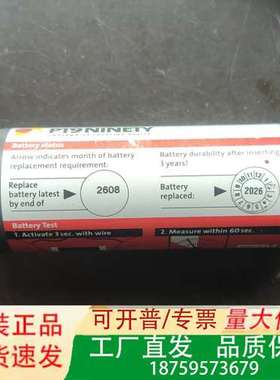 P19NINETY
Battery status
Arrow indicates month of battery
replacement requirement:
Battery durability after inserting
3 years!
Replace
battery latest
by end of
2608
Battery
replaced:
2026
Battery Test
1. Activate 3 sec. with wire
2. Measure within 60 sec.
装正品
可开普/专票
量大
货快速
工厂直发
品质保
18759573679